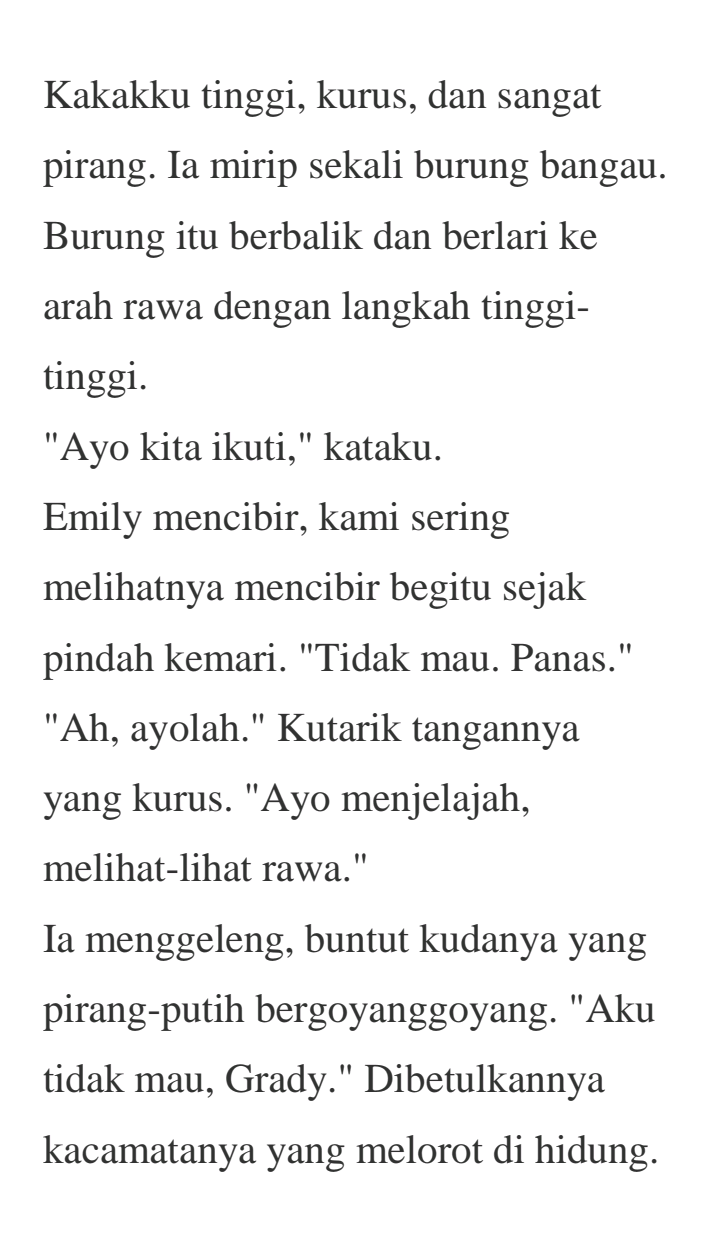 Kakakku tinggi, kurus, dan sangat
pirang. Ia mirip sekali burung bangau.
Burung itu berbalik dan berlari ke
arah rawa dengan langkah tinggi-
tinggi.
"Ayo kita ikuti," kataku.
Emily mencibir, kami sering
melihatnya mencibir begitu sejak
pindah kemari. "Tidak mau. Panas."
"Ah, ayolah." Kutarik tangannya
yang kurus. "Ayo menjelajah,
melihat-lihat rawa."
Ia menggeleng, buntut kudanya yang
pirang-putih bergoyanggoyang. "Aku
tidak mau, Grady." Dibetulkannya
kacamatanya yang melorot di hidung.